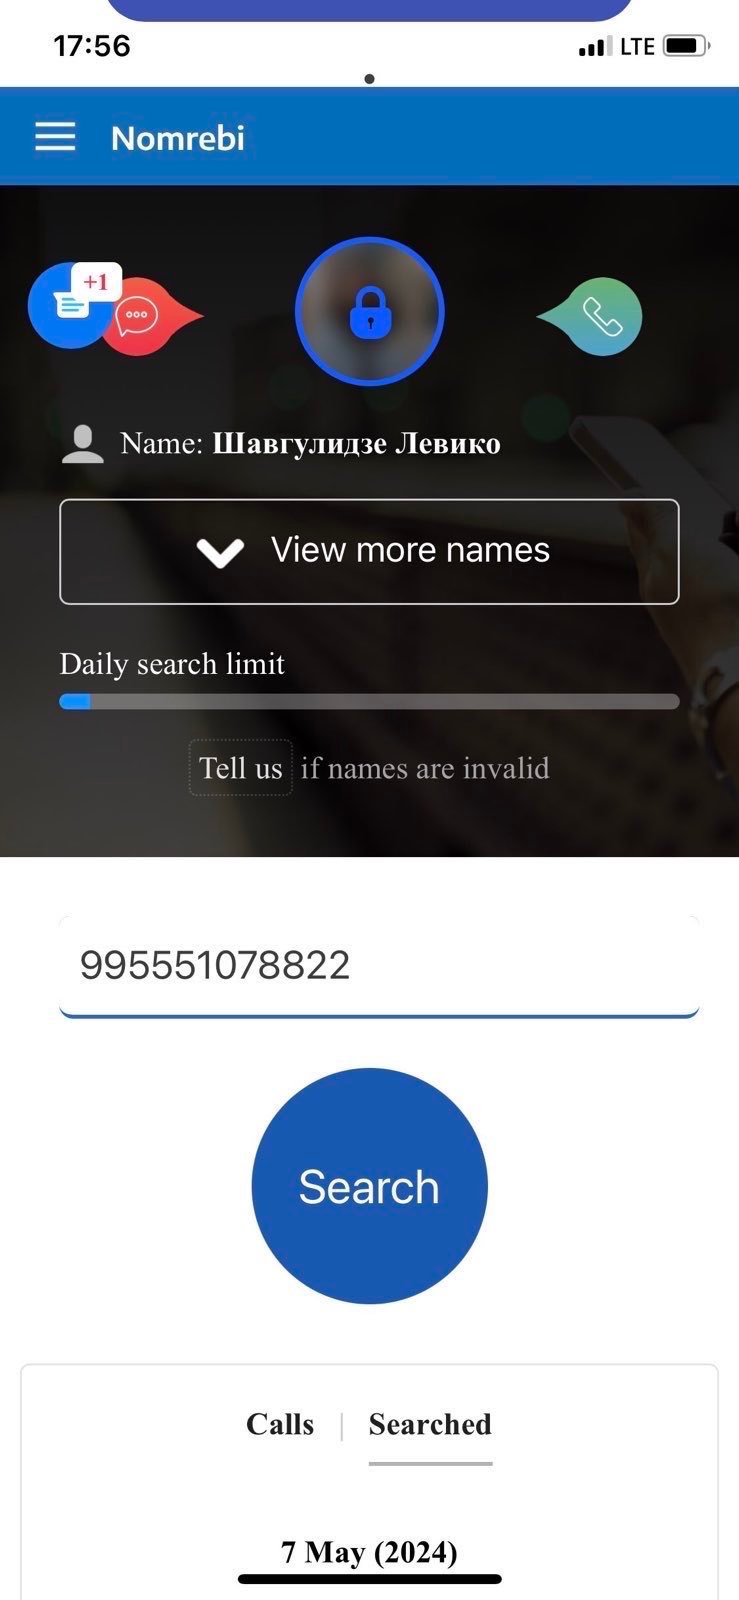 17:56 LTE
Nomrebi
+1
Name: Шавгулидзе Левико
View more names
Daily search limit
Tell us if names are invalid
995551078822
Search
Calls | Searched
7 May (2024)